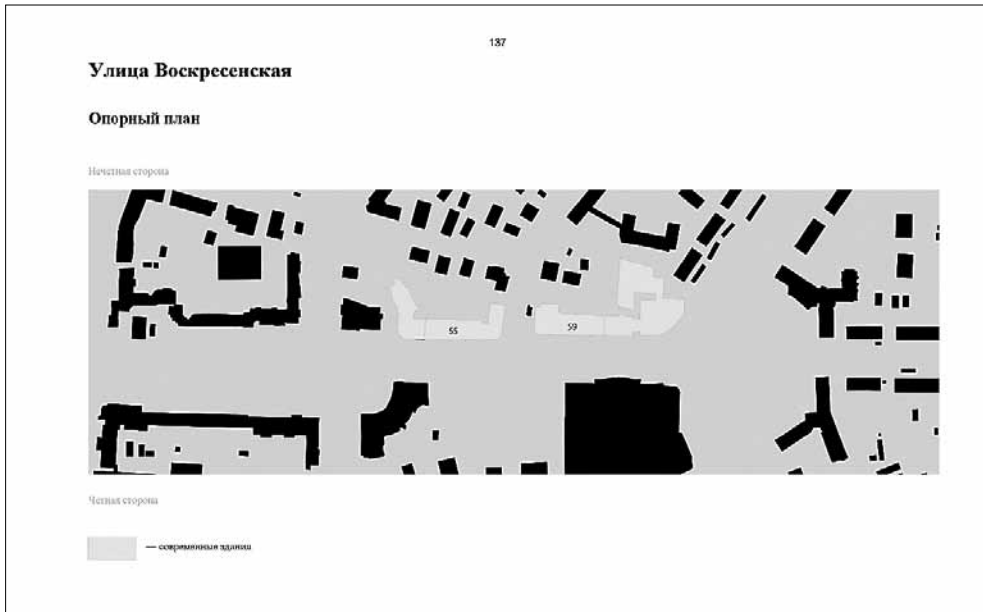 137
Улица Воскресенская
Опорный план
Нечетная сторона
55
59
Четная сторона
— современные здания